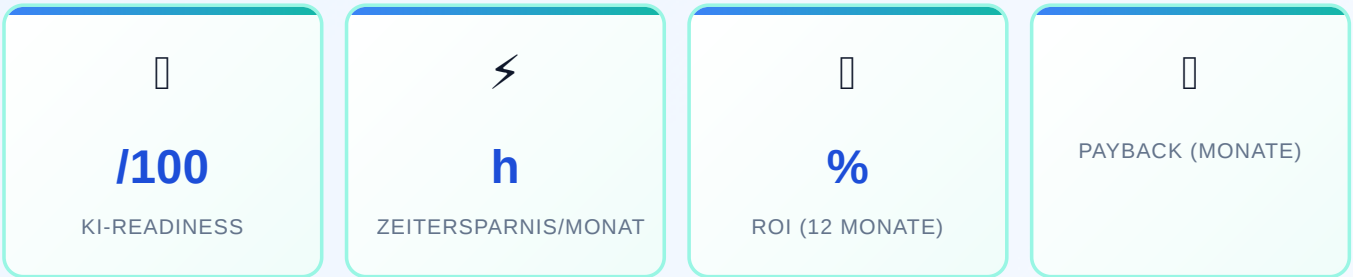 /100
KI-READINESS
h
ZEITERSPARNIS/MONAT
%
ROI (12 MONATE)
PAYBACK (MONATE)